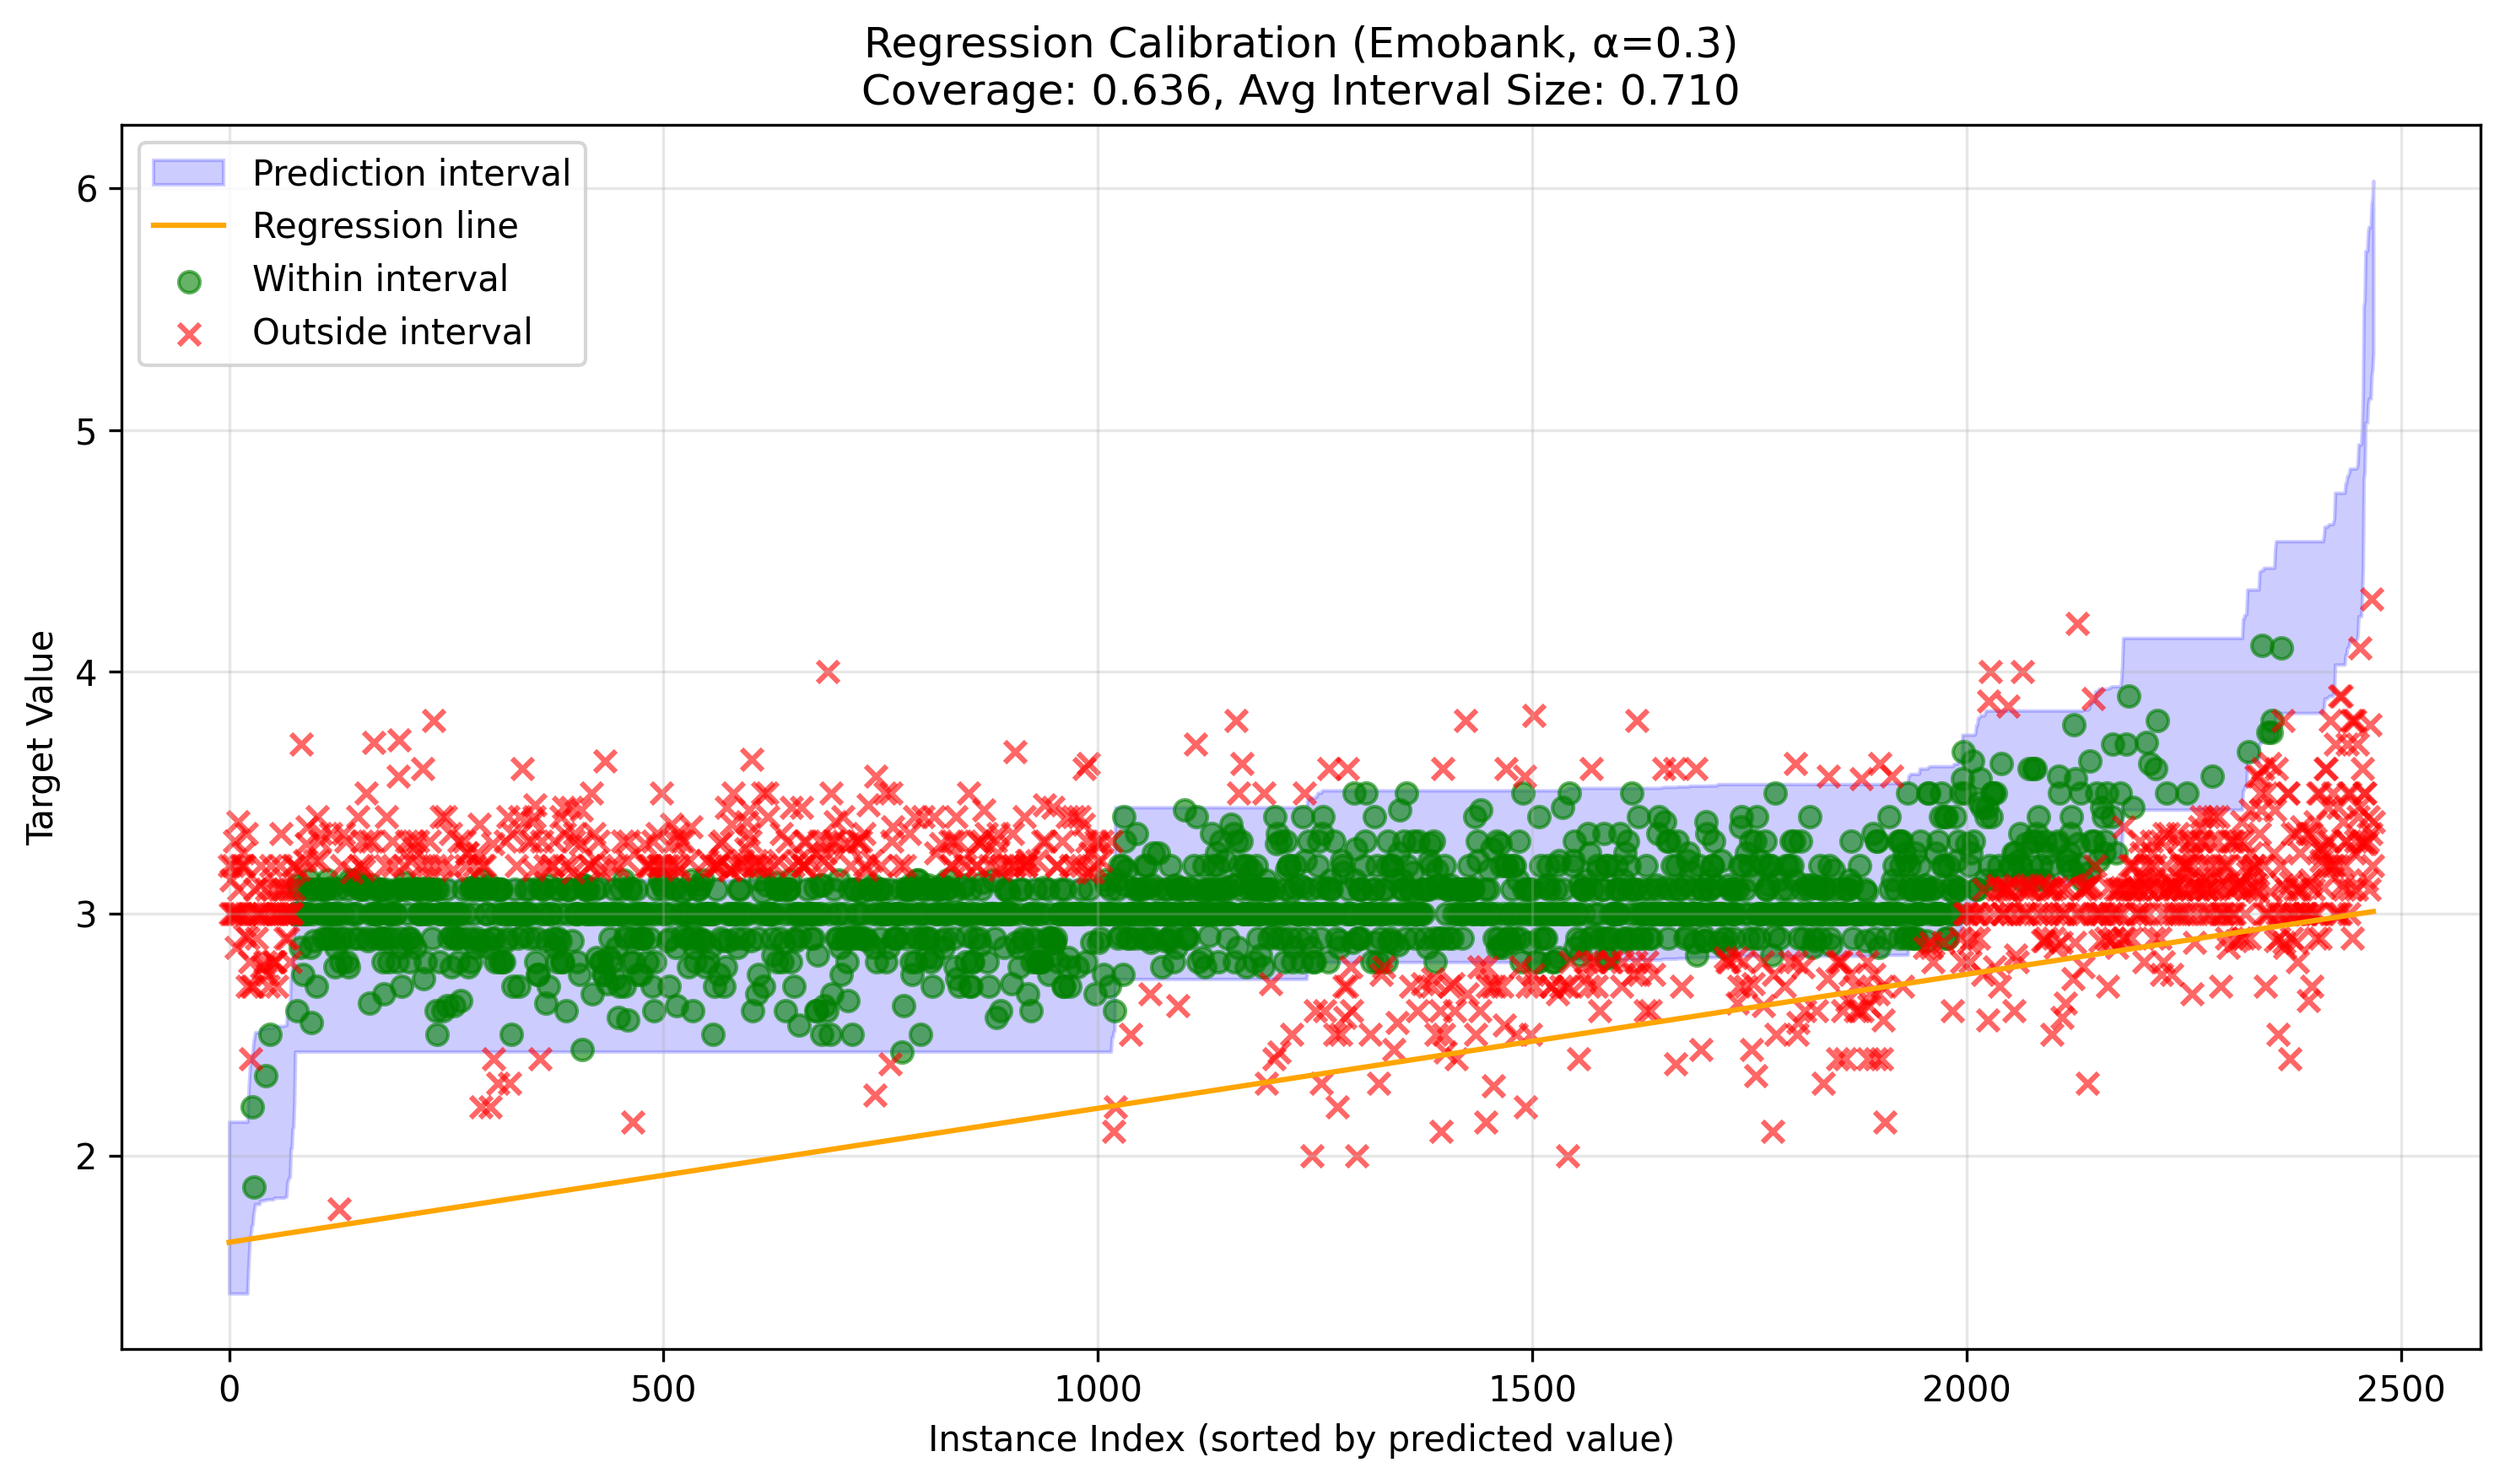 Regression Calibration (Emobank, α=0.3)
Coverage: 0.636, Avg Interval Size: 0.710
Prediction interval
Regression line
Within interval
Outside interval
6
5
4
3
2
Target Value
0
500
1000
1500
2000
2500
Instance Index (sorted by predicted value)